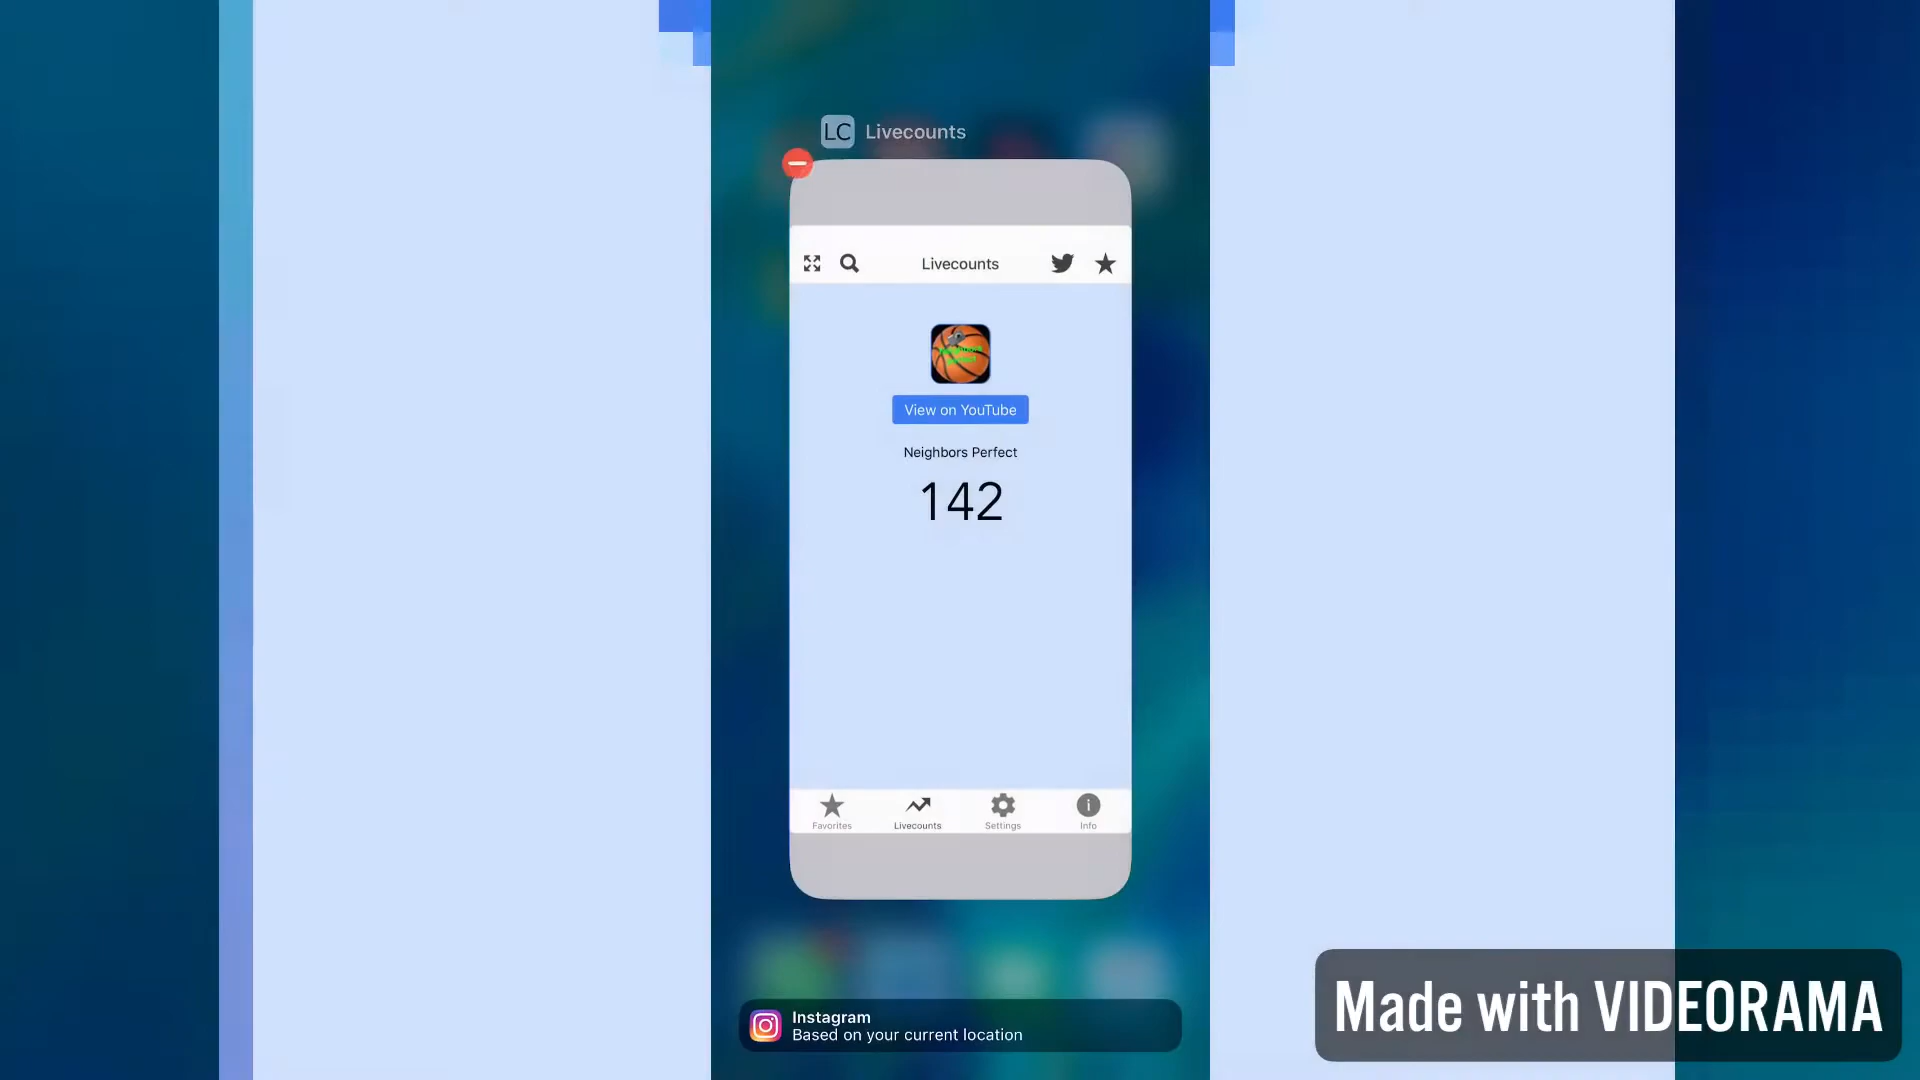 LC Livecounts
Livecounts
View on YouTube
Neighbors Perfect
142
Favorites
Livecounts
Settings
Info
Instagram
Based on your current location
Made with VIDEORAMA